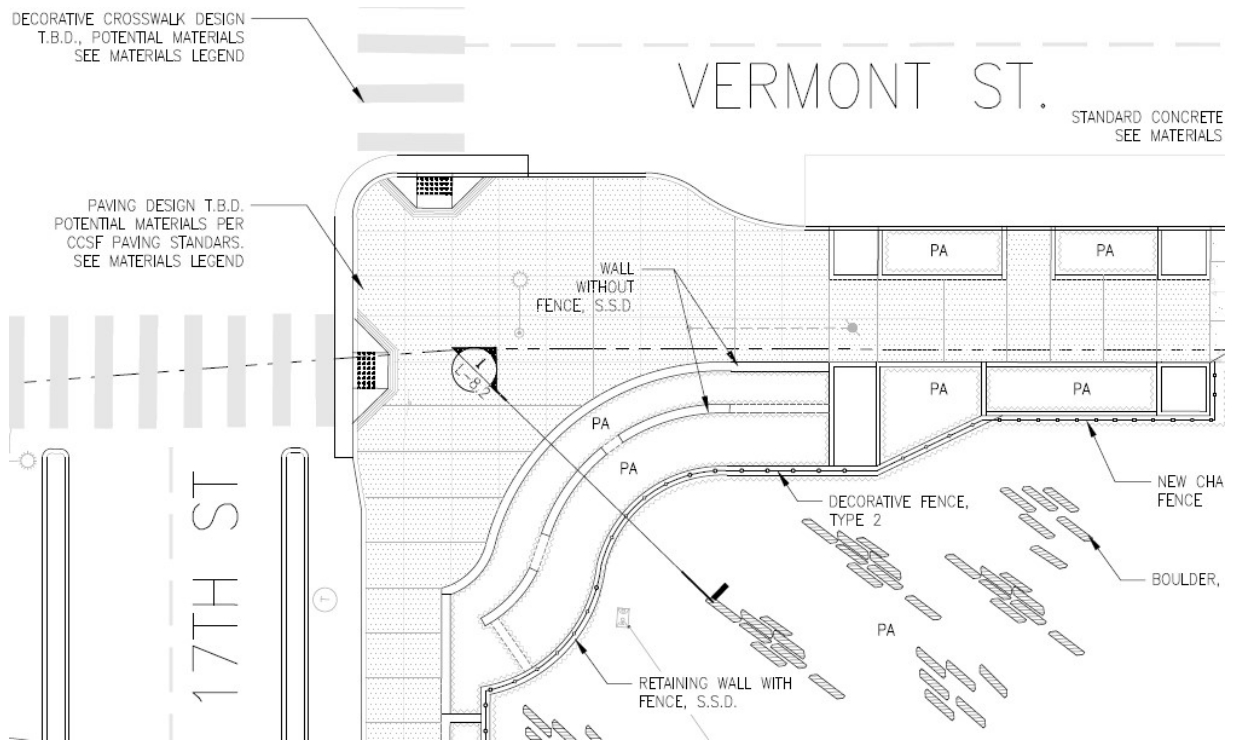 DECORATIVE CROSSWALK DESIGN
T.B.D., POTENTIAL MATERIALS
SEE MATERIALS LEGEND
VERMONT ST.
STANDARD CONCRETE
SEE MATERIALS
PAVING DESIGN T.B.D.
POTENTIAL MATERIALS PER
CCSF PAVING STANDARS.
SEE MATERIALS LEGEND
WALL
WITHOUT
FENCE, S.S.D.
PA
PA
1
L-8.2
PA
PA
PA
PA
DECORATIVE FENCE,
TYPE 2
NEW CHA
FENCE
BOULDER,
17TH ST
T
PA
RETAINING WALL WITH
FENCE, S.S.D.